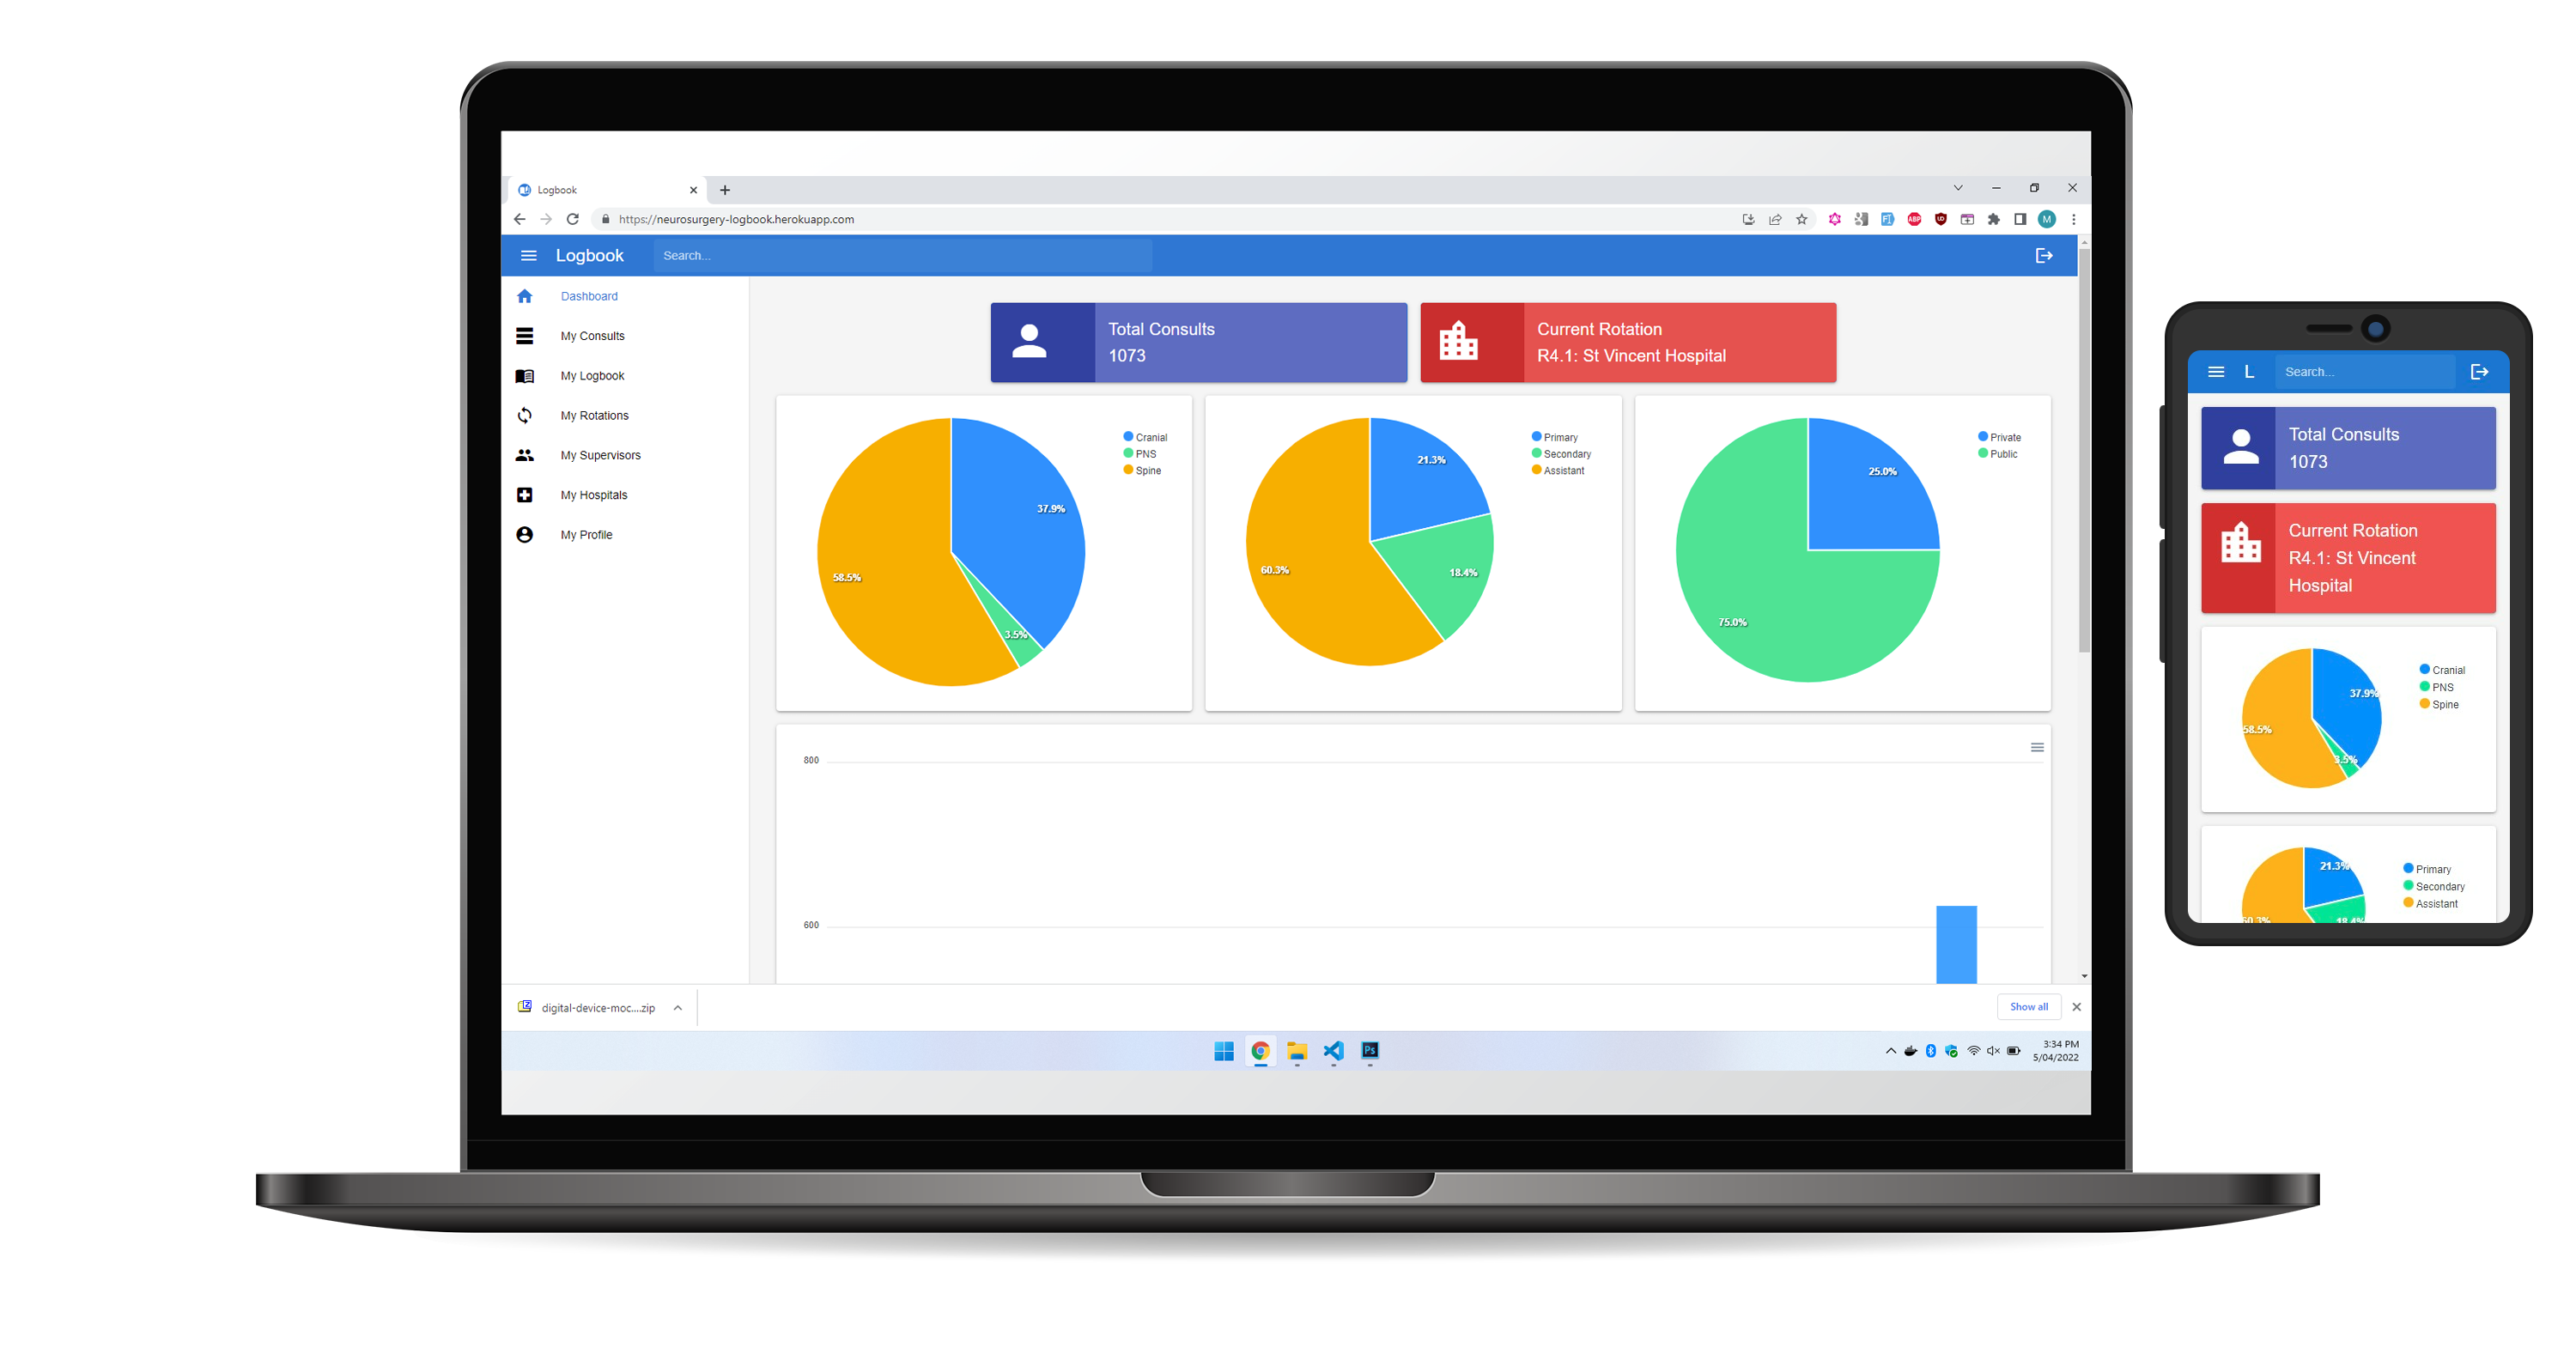 Logbook
https://neurosurgery-logbook.herokuapp.com
M
Logbook
Search...
Dashboard
My Consults
My Logbook
My Rotations
My Supervisors
My Hospitals
My Profile
Total Consults
1073
Current Rotation
R4.1: St Vincent Hospital
Cranial
PNS
Spine
37.9%
58.5%
3.5%
Primary
Secondary
Assistant
21.3%
60.3%
18.4%
Private
Public
25.0%
75.0%
800
600
digital-device-moc....zip
Show all
Ps
3:34 PM
5/04/2022
L
Search...
Total Consults
1073
Current Rotation
R4.1: St Vincent
Hospital
Cranial
PNS
Spine
37.9%
58.5%
3.5%
Primary
Secondary
Assistant
21.3%
60.3%
18.4%